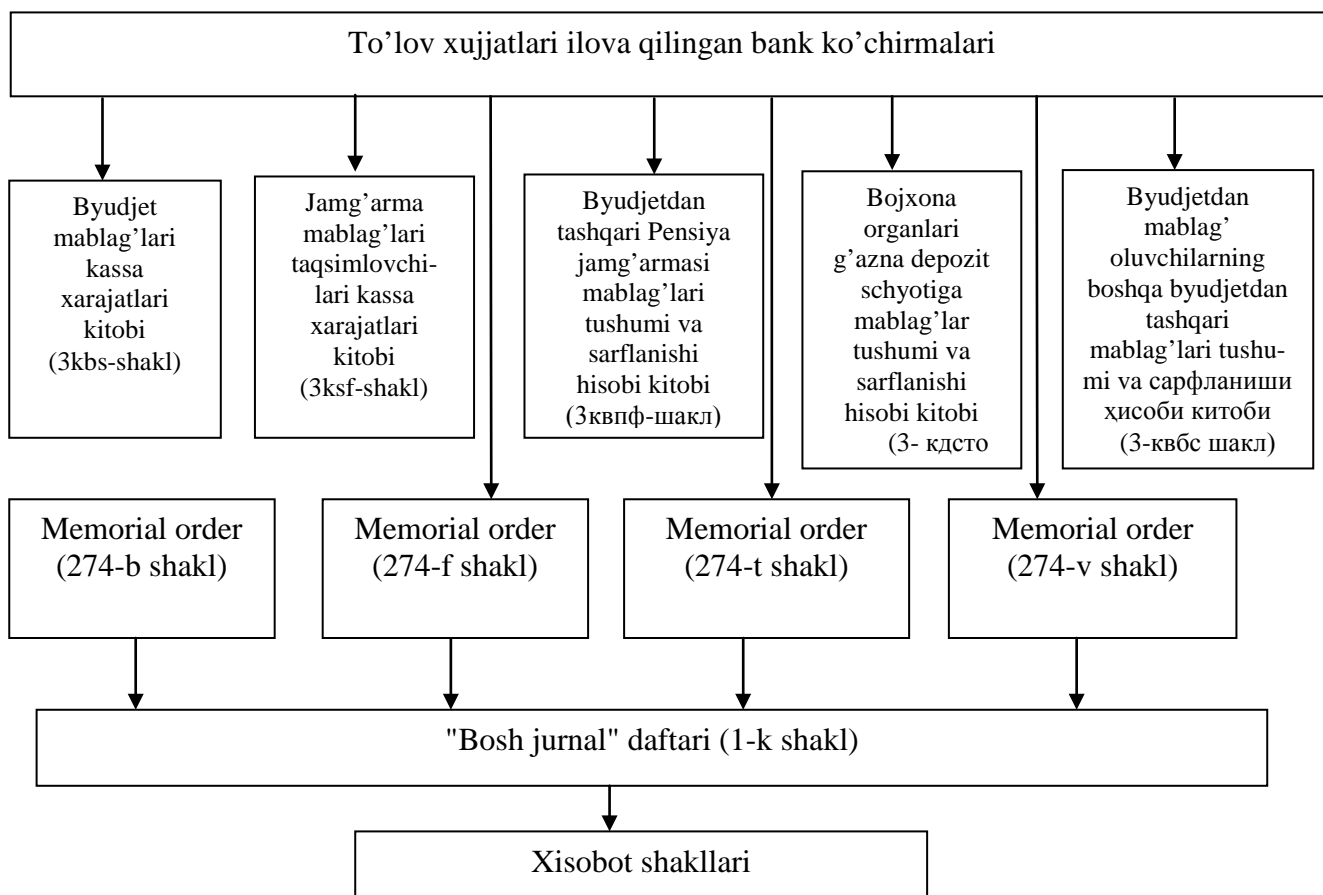 To’lov xujjatlari ilova qilingan bank ko’chirmalari
Byudjet
mablag’lari
kassa
xarajatlari
kitobi
(3kbs-shakl)
Jamg’arma
mablag’lari
taqsimlovchi-
lari kassa
xarajatlari
kitobi
(3ksf-shakl)
Byudjetdan
tashqari Pensiya
jamg’armasi
mablag’lari
tushumi va
sarflanishi
hisobi kitobi
(3квпф-шакл)
Bojxona
organlari
g’azna depozit
schyotiga
mablag’lar
tushumi va
sarflanishi
hisobi kitobi
(3- кдсто
Byudjetdan
mablag’
oluvchilarning
boshqa byudjetdan
tashqari
mablag’lari tushu-
mi va сарфланиши
ҳисоби китоби
(3-квбс шакл)
Memorial order
(274-b shakl)
Memorial order
(274-f shakl)
Memorial order
(274-t shakl)
Memorial order
(274-v shakl)
"Bosh jurnal" daftari (1-k shakl)
Xisobot shakllari